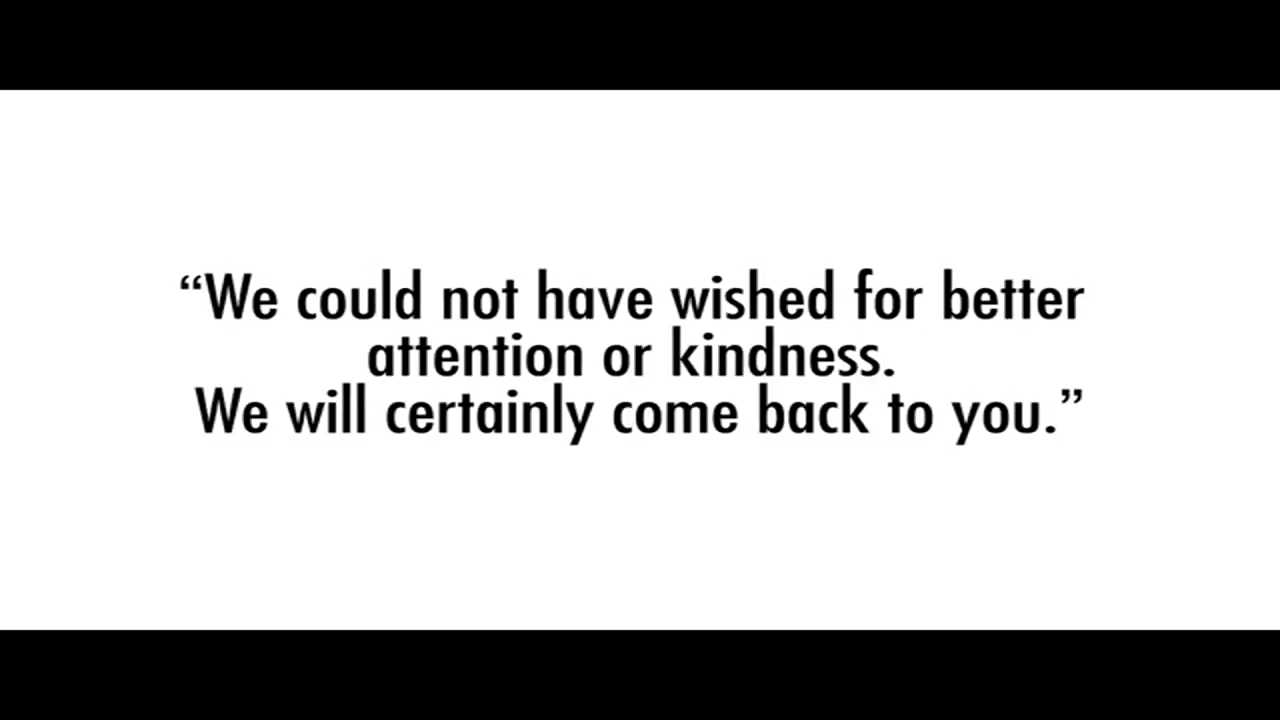 “We could not have wished for better
attention or kindness.
We will certainly come back to you.”